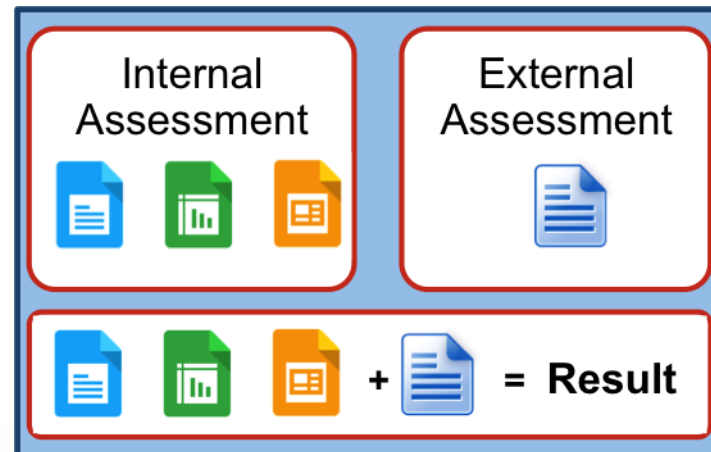 Internal
Assessment
External
Assessment
+ = Result